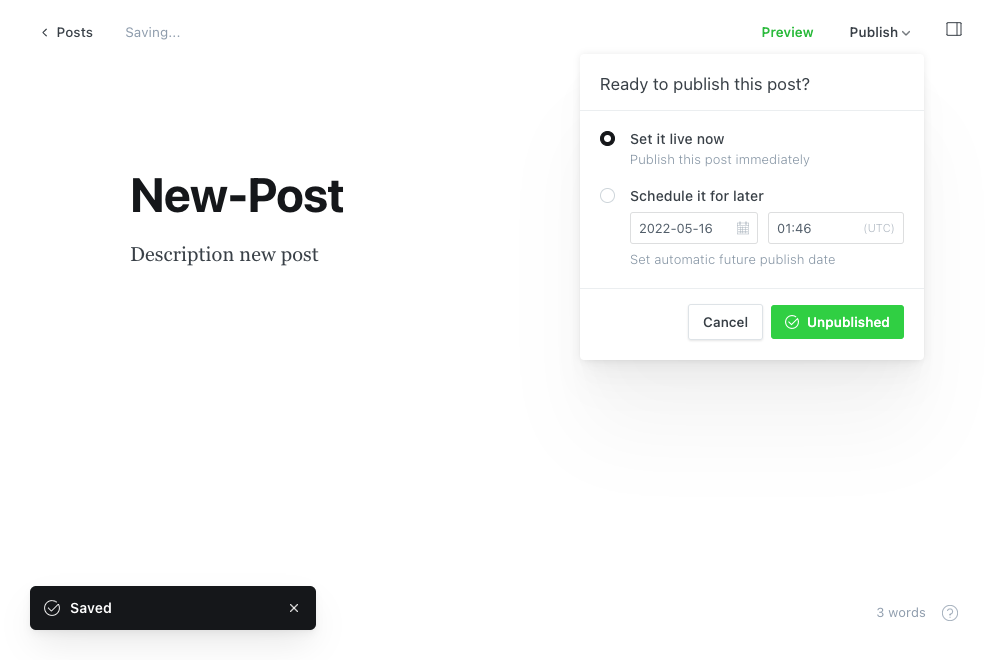 Posts
Saving...
Preview
Publish
Ready to publish this post?
Set it live now
Publish this post immediately
Schedule it for later
2022-05-16
01:46
(UTC)
Set automatic future publish date
Cancel
Unpublished
New-Post
Description new post
Saved
3 words
?